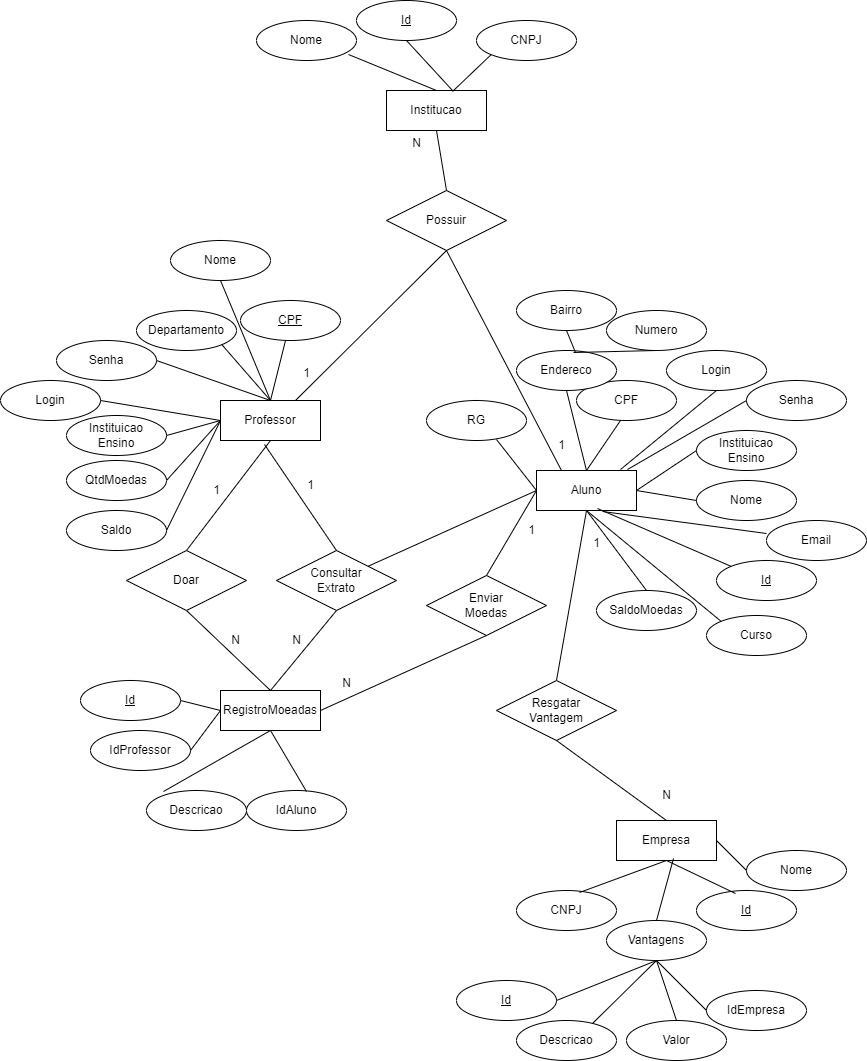 Id
Nome
CNPJ
Institucao
N
Possuir
Nome
CPF
Departamento
Senha
Login
1
Professor
Instituicao
Ensino
QtdMoedas
Saldo
1
1
Bairro
Numero
Endereco
Login
CPF
Senha
RG
Instituicao
Ensino
1
Aluno
Nome
Email
1
1
Id
SaldoMoedas
Curso
Doar
Consultar
Extrato
Enviar
Moedas
N
N
N
Id
RegistroMoeadas
IdProfessor
Descricao
IdAluno
Resgatar
Vantagem
N
Empresa
Nome
CNPJ
Id
Vantagens
Id
IdEmpresa
Descricao
Valor